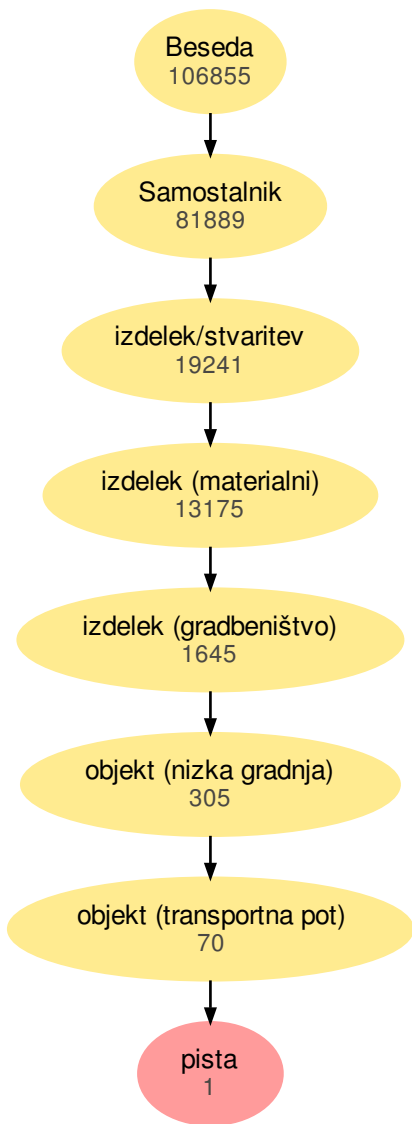 Beseda
106855
Samostalnik
81889
izdelek/stvaritev
19241
izdelek (materialni)
13175
izdelek (gradbeništvo)
1645
objekt (nizka gradnja)
305
objekt (transportna pot)
70
pista
1